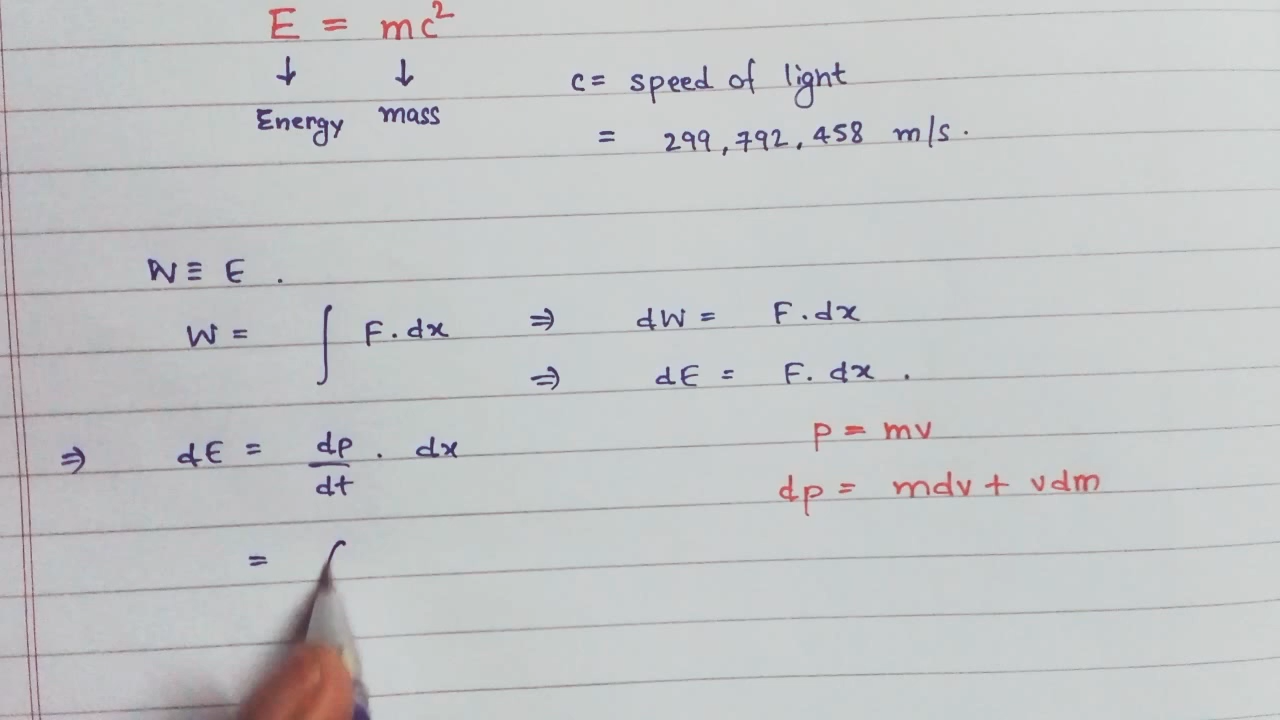 E = mc²
↓ ↓
Energy mass
c = speed of light
= 299,792,458 m/s.
W ≡ E .
W = ∫ F. dx ⇒ dW = F. dx
⇒ dE = F. dx .
⇒ dE = dp/dt . dx
p = mv
dp = mdv + vdm
= (